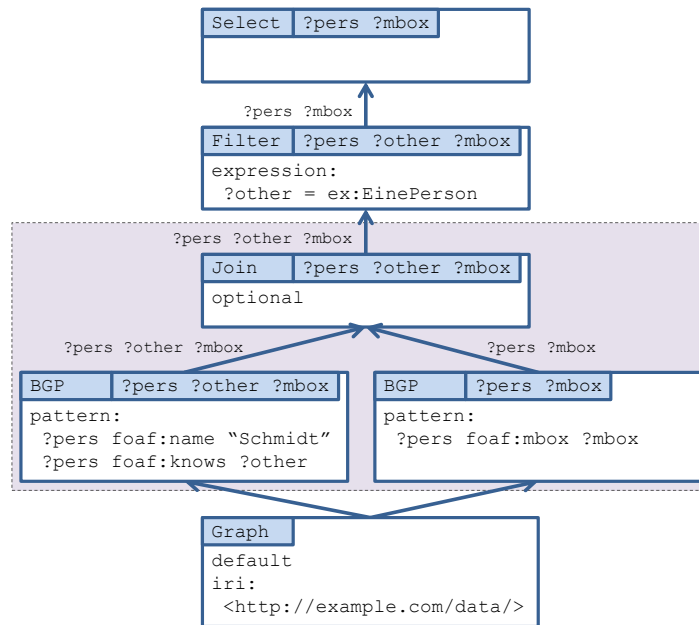 Select ?pers ?mbox
?pers ?mbox
Filter ?pers ?other ?mbox
expression:
?other = ex:EinePerson
?pers ?other ?mbox
Join ?pers ?other ?mbox
optional
?pers ?other ?mbox
?pers ?mbox
BGP ?pers ?other ?mbox
pattern:
?pers foaf:name “Schmidt”
?pers foaf:knows ?other
BGP ?pers ?mbox
pattern:
?pers foaf:mbox ?mbox
Graph
default
iri:
<http://example.com/data/>